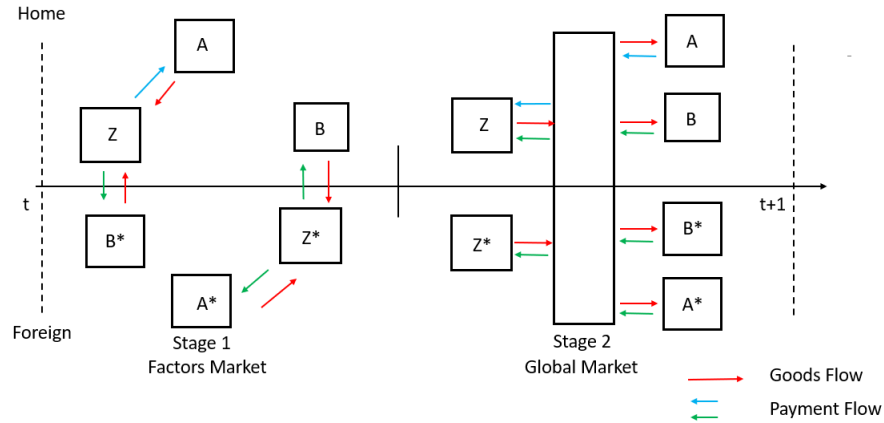 Home
A
Z
B
t
B*
Z*
A*
Foreign
Stage 1
Factors Market
A
Z
B
t+1
Z*
B*
A*
Stage 2
Global Market
Goods Flow
Payment Flow